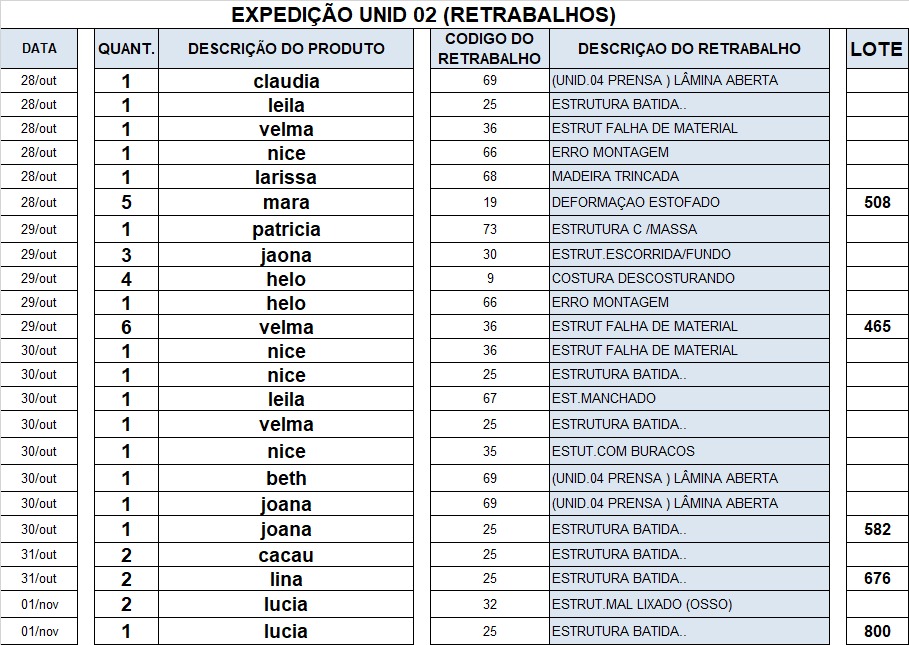 EXPEDIÇÃO UNID 02 (RETRABALHOS)
DATA QUANT. DESCRIÇÃO DO PRODUTO CODIGO DO RETRABALHO DESCRIÇAO DO RETRABALHO LOTE
28/out 1 claudia 69 (UNID.04 PRENSA ) LÂMINA ABERTA
28/out 1 leila 25 ESTRUTURA BATIDA..
28/out 1 velma 36 ESTRUT FALHA DE MATERIAL
28/out 1 nice 66 ERRO MONTAGEM
28/out 1 larissa 68 MADEIRA TRINCADA
28/out 5 mara 19 DEFORMAÇAO ESTOFADO 508
29/out 1 patricia 73 ESTRUTURA C /MASSA
29/out 3 jaona 30 ESTRUT.ESCORRIDA/FUNDO
29/out 4 helo 9 COSTURA DESCOSTURANDO
29/out 1 helo 66 ERRO MONTAGEM
29/out 6 velma 36 ESTRUT FALHA DE MATERIAL 465
30/out 1 nice 36 ESTRUT FALHA DE MATERIAL
30/out 1 nice 25 ESTRUTURA BATIDA..
30/out 1 leila 67 EST.MANCHADO
30/out 1 velma 25 ESTRUTURA BATIDA..
30/out 1 nice 35 ESTUT.COM BURACOS
30/out 1 beth 69 (UNID.04 PRENSA ) LÂMINA ABERTA
30/out 1 joana 69 (UNID.04 PRENSA ) LÂMINA ABERTA
30/out 1 joana 25 ESTRUTURA BATIDA.. 582
31/out 2 cacau 25 ESTRUTURA BATIDA..
31/out 2 lina 25 ESTRUTURA BATIDA.. 676
01/nov 2 lucia 32 ESTRUT.MAL LIXADO (OSSO)
01/nov 1 lucia 25 ESTRUTURA BATIDA.. 800